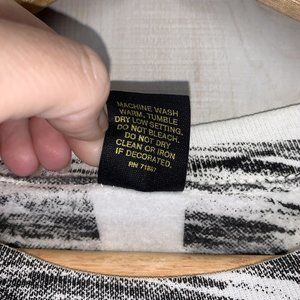 MACHINE WASH
WARM. TUMBLE
DRY LOW SETTING.
DO NOT BLEACH.
DO NOT DRY
CLEAN OR IRON
IF DECORATED.
RN